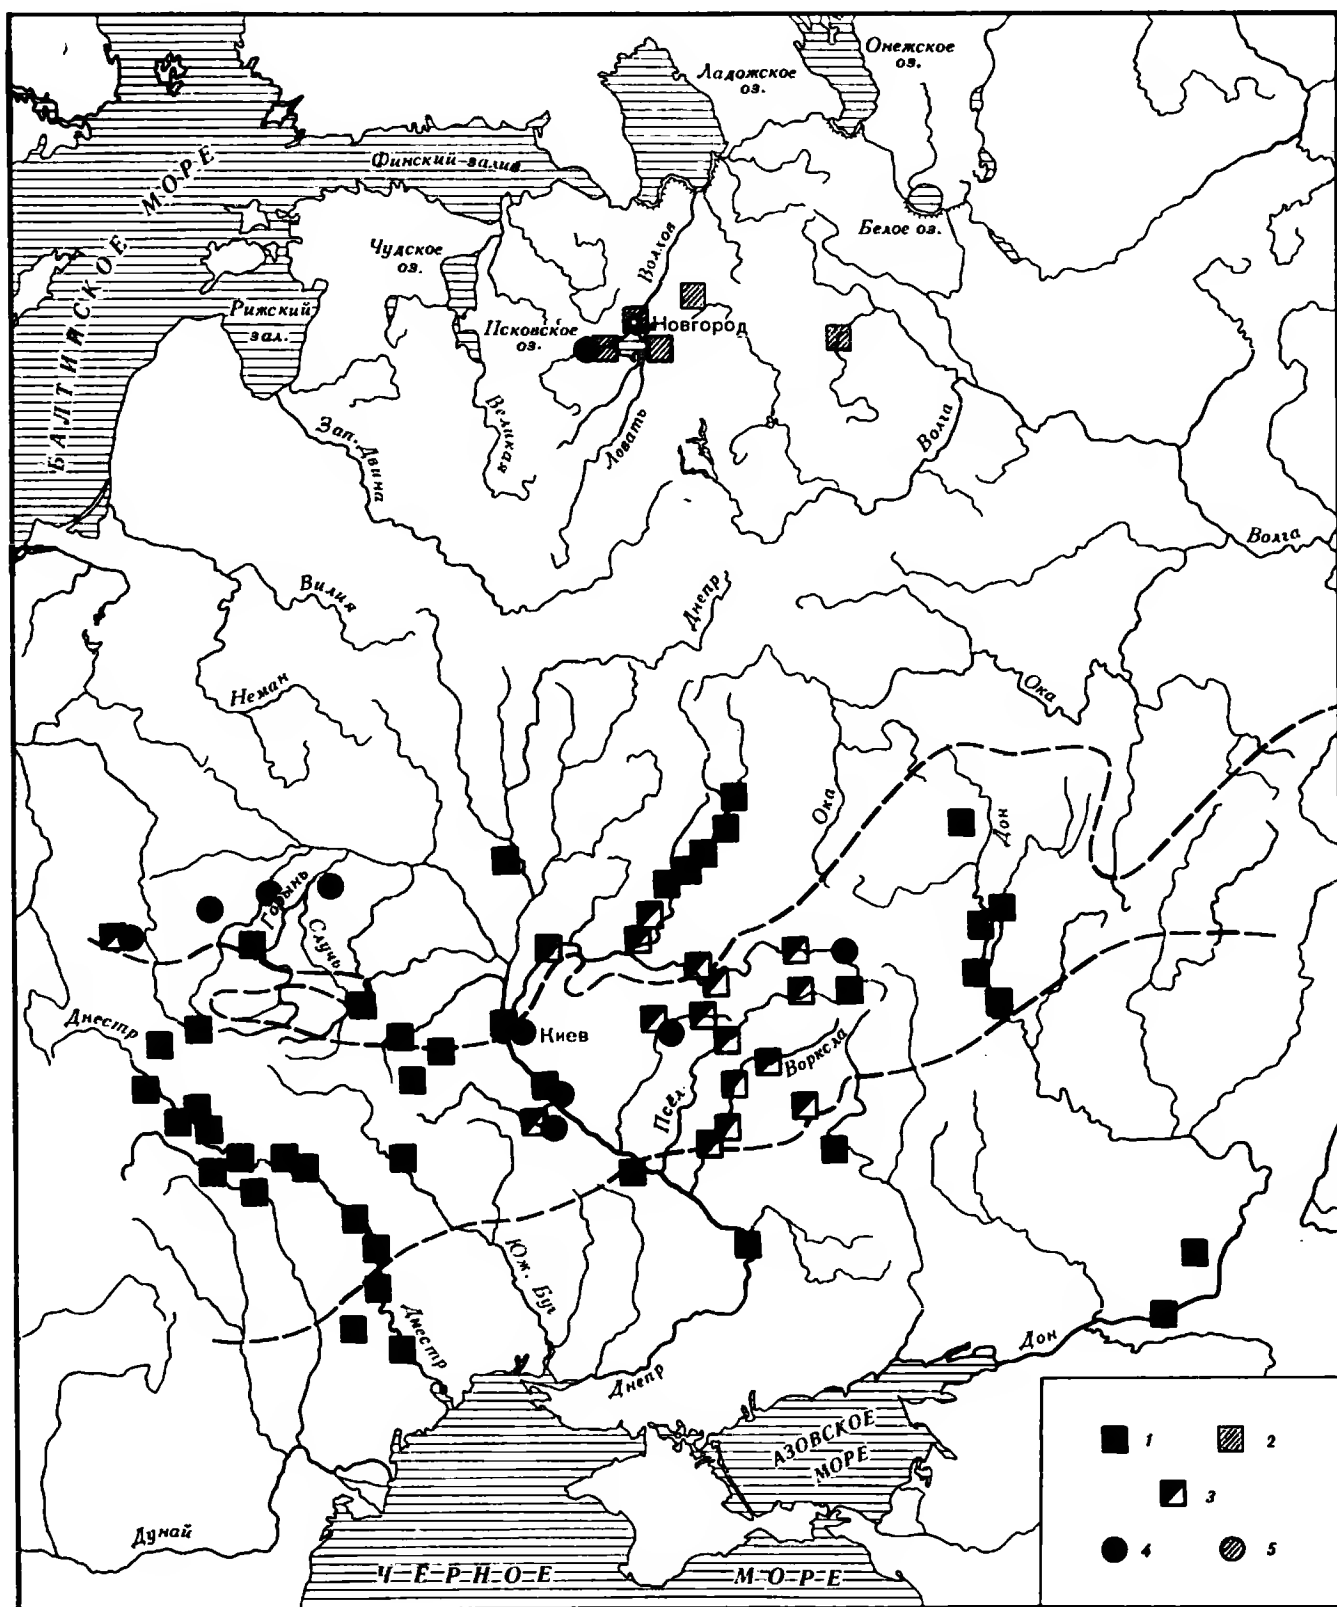 Онежское
оз.
Ладожское
оз.
Финский залив
БАЛТИЙСКОЕ МОРЕ
Чудское
оз.
Волхов
Белое оз.
Рижский
зал.
Псковское
оз.
Новгород
Великая
Ловать
Зап. Двина
Волга
Волга
Вилия
Днепр
Неман
Ока
Ока
Дон
Горынь
Случь
Днестр
Киев
Ворксла
Псёл
Юж. Буг
Днестр
Днепр
Дон
АЗОВСКОЕ
МОРЕ
Дунай
ЧЕРНОЕ МОРЕ
1 2
3
4 5